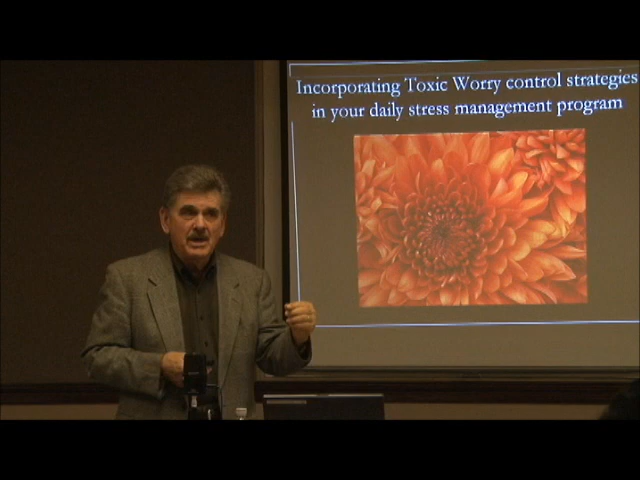 Incorporating Toxic Worry control strategies
in your daily stress management program